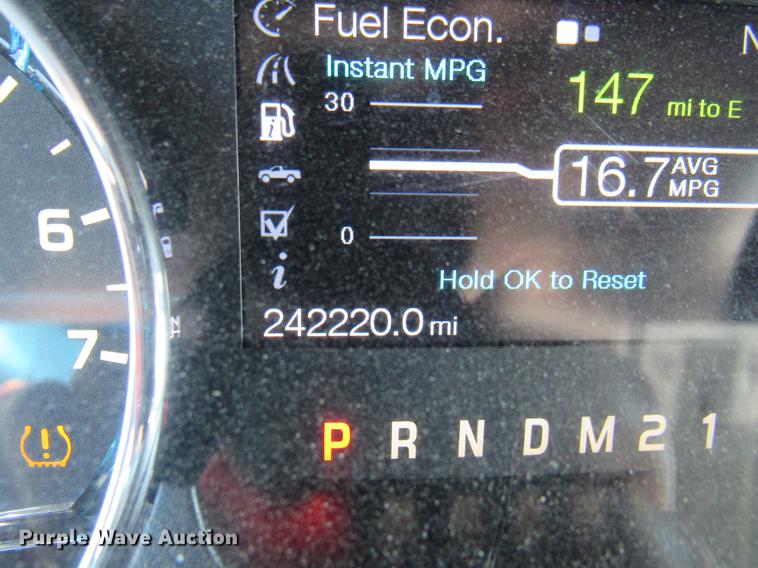 Fuel Econ.
N
Instant MPG
30
147 mi to E
16.7 AVG MPG
0
Hold OK to Reset
242220.0 mi
6
7
P R N D M 2 1
Purple Wave Auction